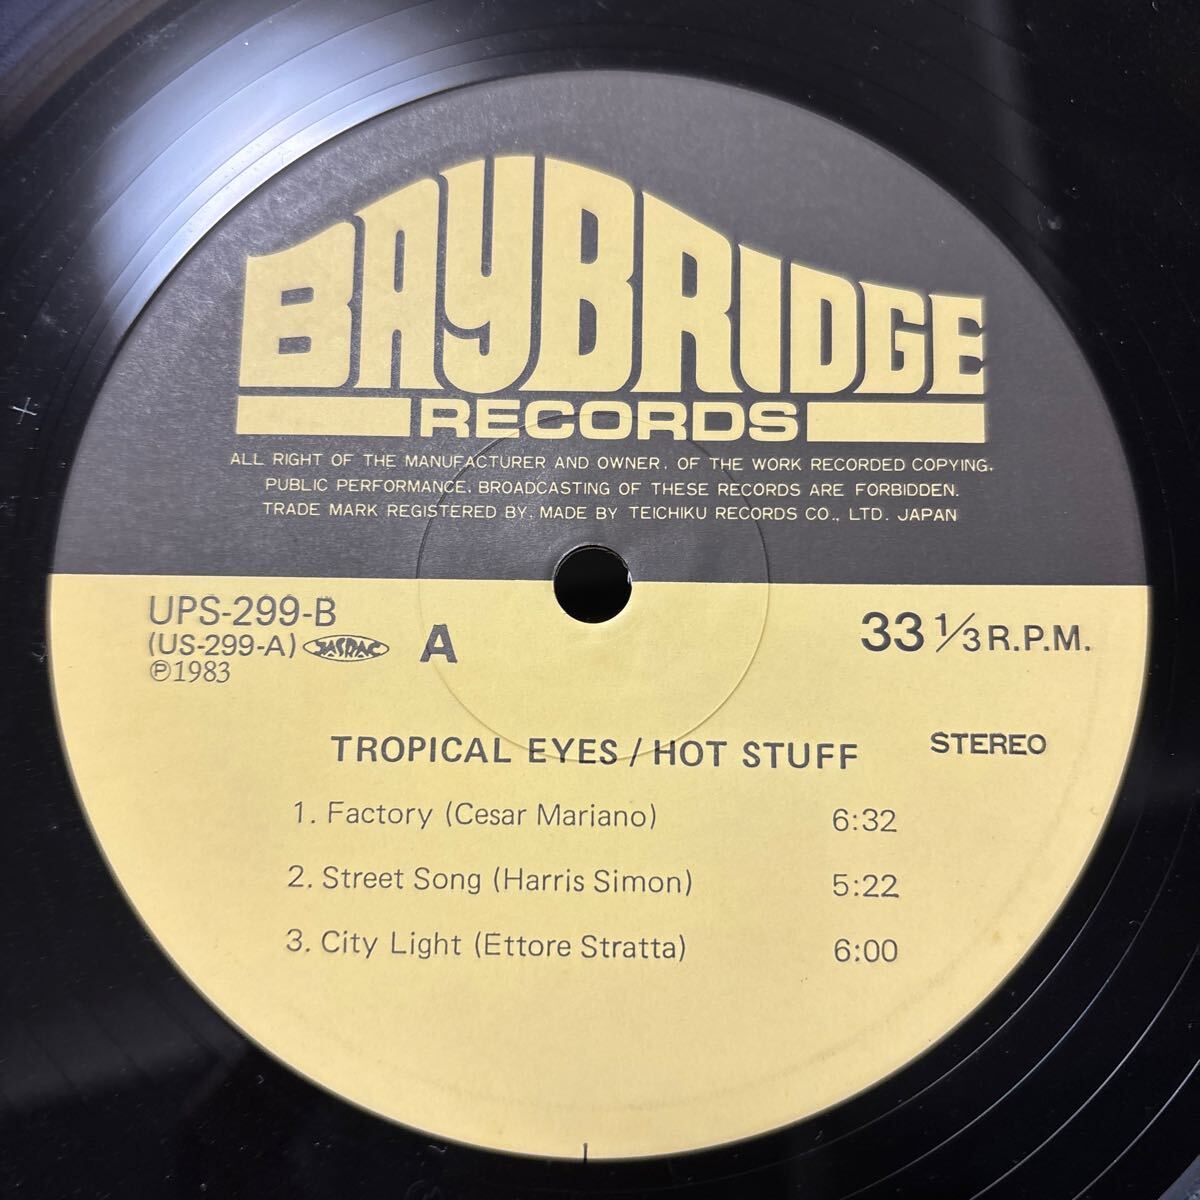 BAYBRIDGE
RECORDS
ALL RIGHT OF THE MANUFACTURER AND OWNER. OF THE WORK RECORDED COPYING.
PUBLIC PERFORMANCE. BROADCASTING OF THESE RECORDS ARE FORBIDDEN.
TRADE MARK REGISTERED BY. MADE BY TEICHIKU RECORDS CO., LTD. JAPAN
UPS-299-B
(US-299-A) JASRAC A 33 1/3 R.P.M.
℗1983
TROPICAL EYES / HOT STUFF STEREO
1. Factory (Cesar Mariano) 6:32
2. Street Song (Harris Simon) 5:22
3. City Light (Ettore Stratta) 6:00